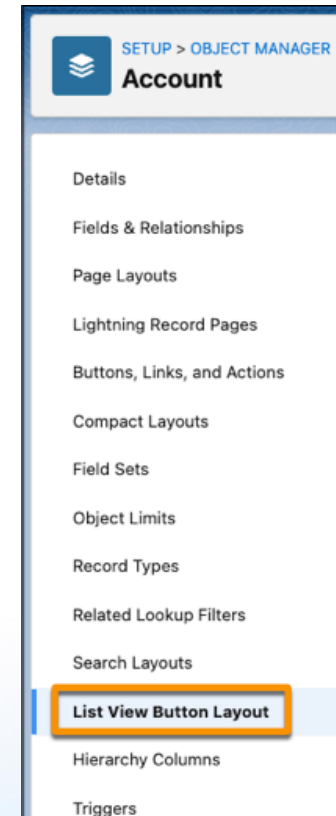 SETUP > OBJECT MANAGER
Account
Details
Fields & Relationships
Page Layouts
Lightning Record Pages
Buttons, Links, and Actions
Compact Layouts
Field Sets
Object Limits
Record Types
Related Lookup Filters
Search Layouts
List View Button Layout
Hierarchy Columns
Triggers